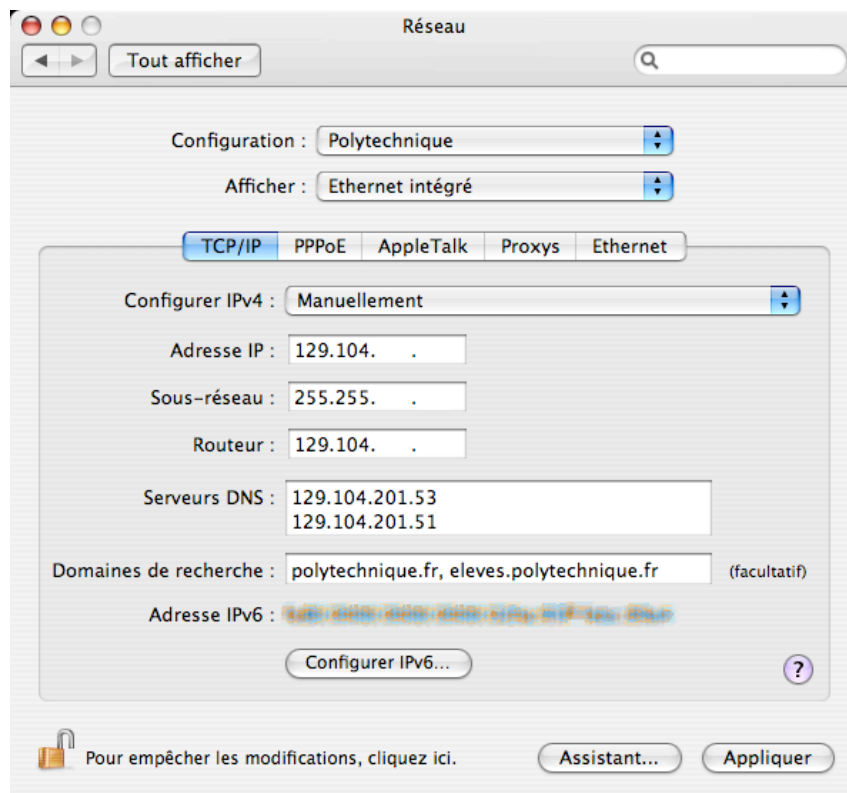 Réseau
Tout afficher
Configuration : Polytechnique
Afficher : Ethernet intégré
TCP/IP PPPoE AppleTalk Proxys Ethernet
Configurer IPv4 : Manuellement
Adresse IP : 129.104. .
Sous-réseau : 255.255. .
Routeur : 129.104. .
Serveurs DNS : 129.104.201.53
129.104.201.51
Domaines de recherche : polytechnique.fr, eleves.polytechnique.fr (facultatif)
Adresse IPv6 :
Configurer IPv6... ?
Pour empêcher les modifications, cliquez ici. Assistant... Appliquer